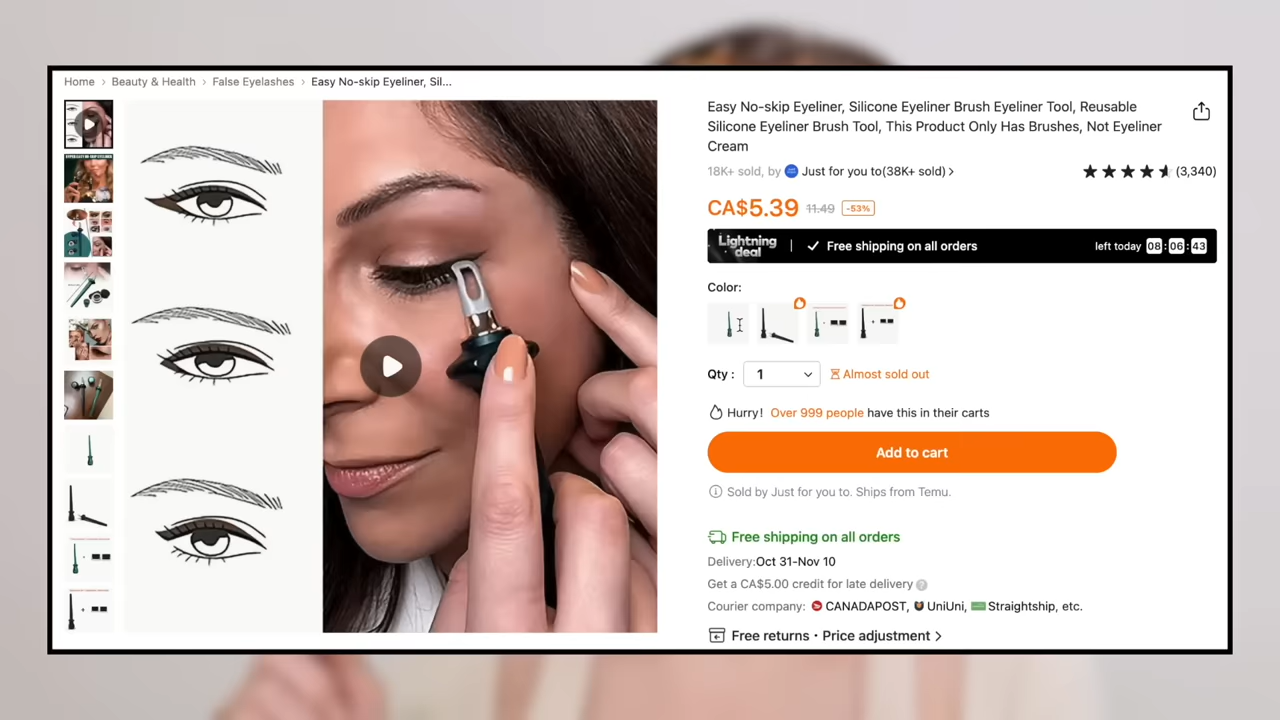 Home > Beauty & Health > False Eyelashes > Easy No-skip Eyeliner, Sil...
Easy No-skip Eyeliner, Silicone Eyeliner Brush Eyeliner Tool, Reusable
Silicone Eyeliner Brush Tool, This Product Only Has Brushes, Not Eyeliner
Cream
18K+ sold, by Just for you to(38K+ sold) >
(3,340)
CA$5.39 11.49 -53%
Lightning deal | Free shipping on all orders left today 08:06:43
Color:
Qty : 1 Almost sold out
Hurry! Over 999 people have this in their carts
Add to cart
Sold by Just for you to. Ships from Temu.
Free shipping on all orders
Delivery:Oct 31-Nov 10
Get a CA$5.00 credit for late delivery ?
Courier company: CANADAPOST, UniUni, Straightship, etc.
Free returns · Price adjustment >